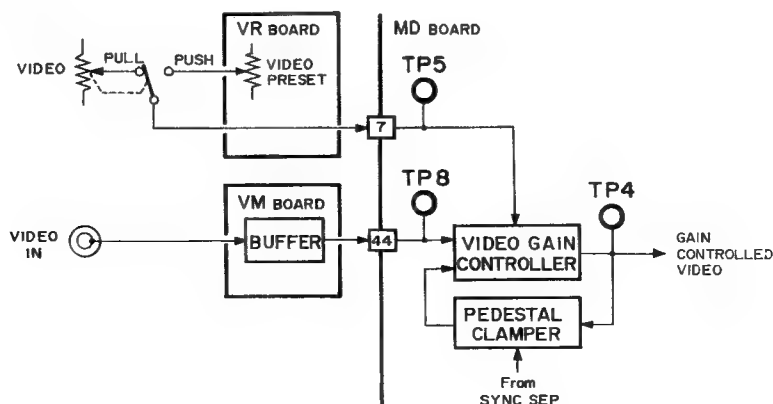 VR BOARD
MD BOARD
VIDEO
PULL
PUSH
VIDEO
PRESET
TP5
7
VM BOARD
TP8
TP4
VIDEO
IN
BUFFER
44
VIDEO GAIN
CONTROLLER
GAIN
CONTROLLED
VIDEO
PEDESTAL
CLAMPER
From
SYNC SEP